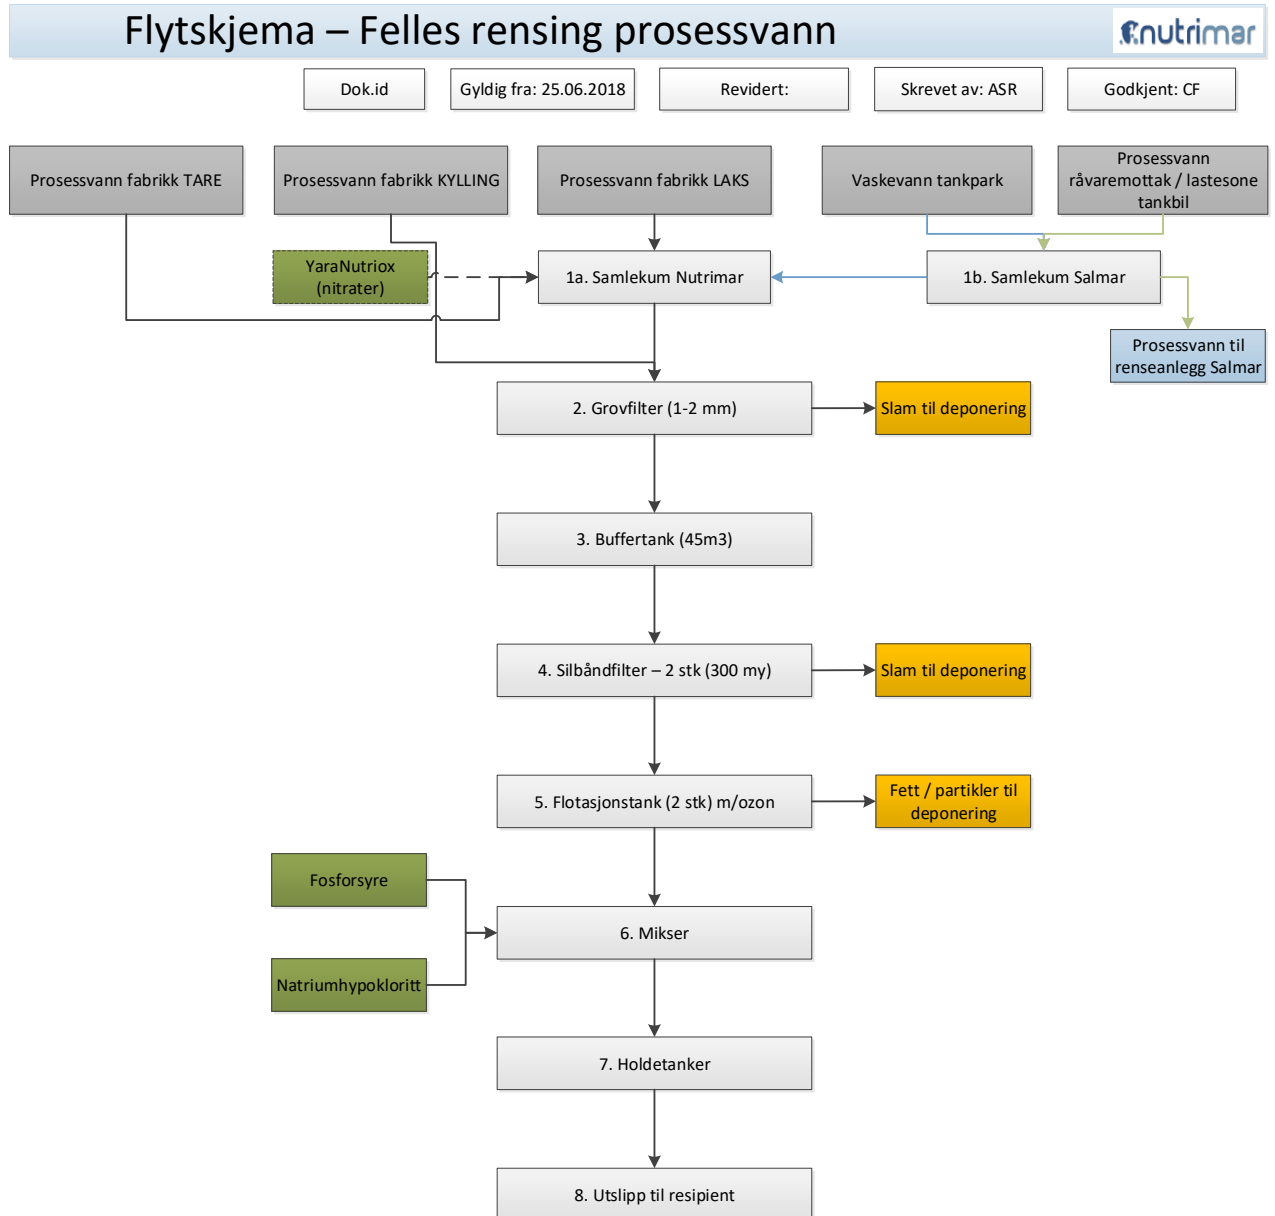 Flytskjema – Felles rensing prosessvann
nutrimar
Dok.id
Gyldig fra: 25.06.2018
Revidert:
Skrevet av: ASR
Godkjent: CF
Prosessvann fabrikk TARE
Prosessvann fabrikk KYLLING
Prosessvann fabrikk LAKS
Vaskevann tankpark
Prosessvann
råvaremottak / lastesone
tankbil
YaraNutriox
(nitrater)
1a. Samlekum Nutrimar
1b. Samlekum Salmar
Prosessvann til
renseanlegg Salmar
2. Grovfilter (1-2 mm)
Slam til deponering
3. Buffertank (45m3)
4. Silbåndfilter – 2 stk (300 my)
Slam til deponering
5. Flotasjonstank (2 stk) m/ozon
Fett / partikler til
deponering
Fosforsyre
6. Mikser
Natriumhypokloritt
7. Holdetanker
8. Utslipp til resipient